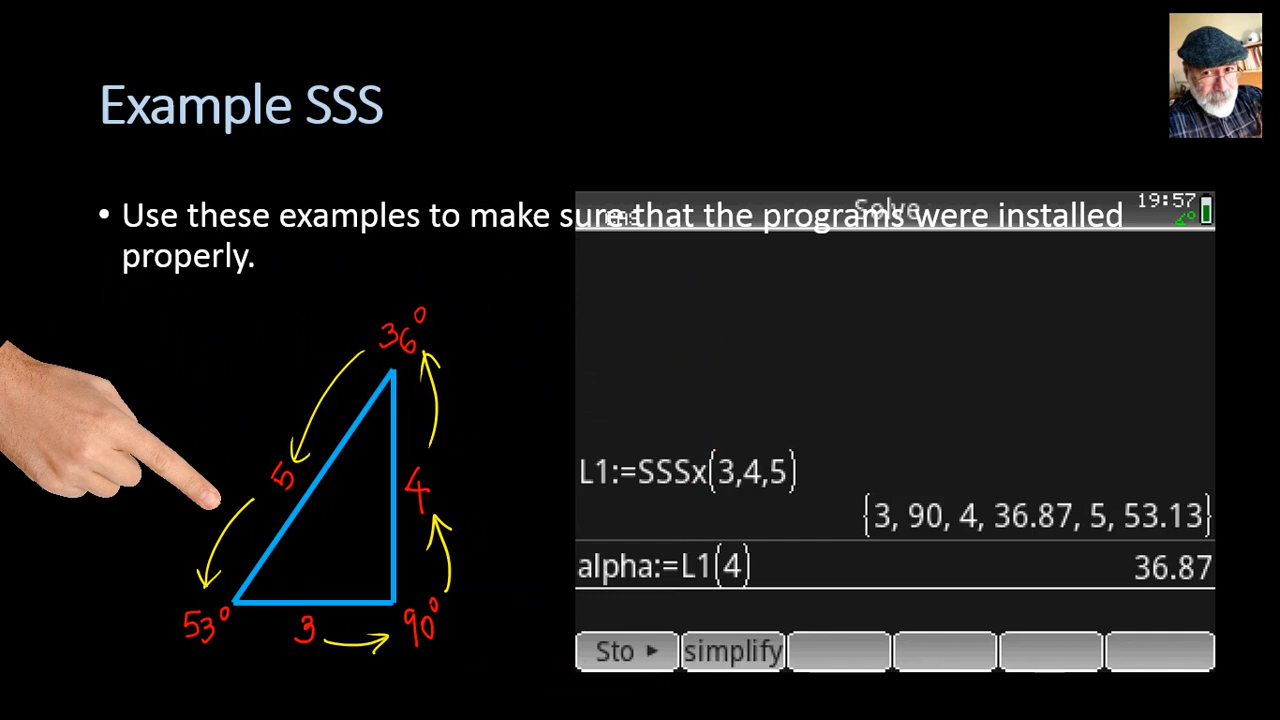 Example SSS
• Use these examples to make sure that the programs were installed
properly.
Solve
19:57
36°
5
4
53°
3
90°
L1:=SSSx(3,4,5)
{3, 90, 4, 36.87, 5, 53.13}
alpha:=L1(4)
36.87
Sto ▶
simplify